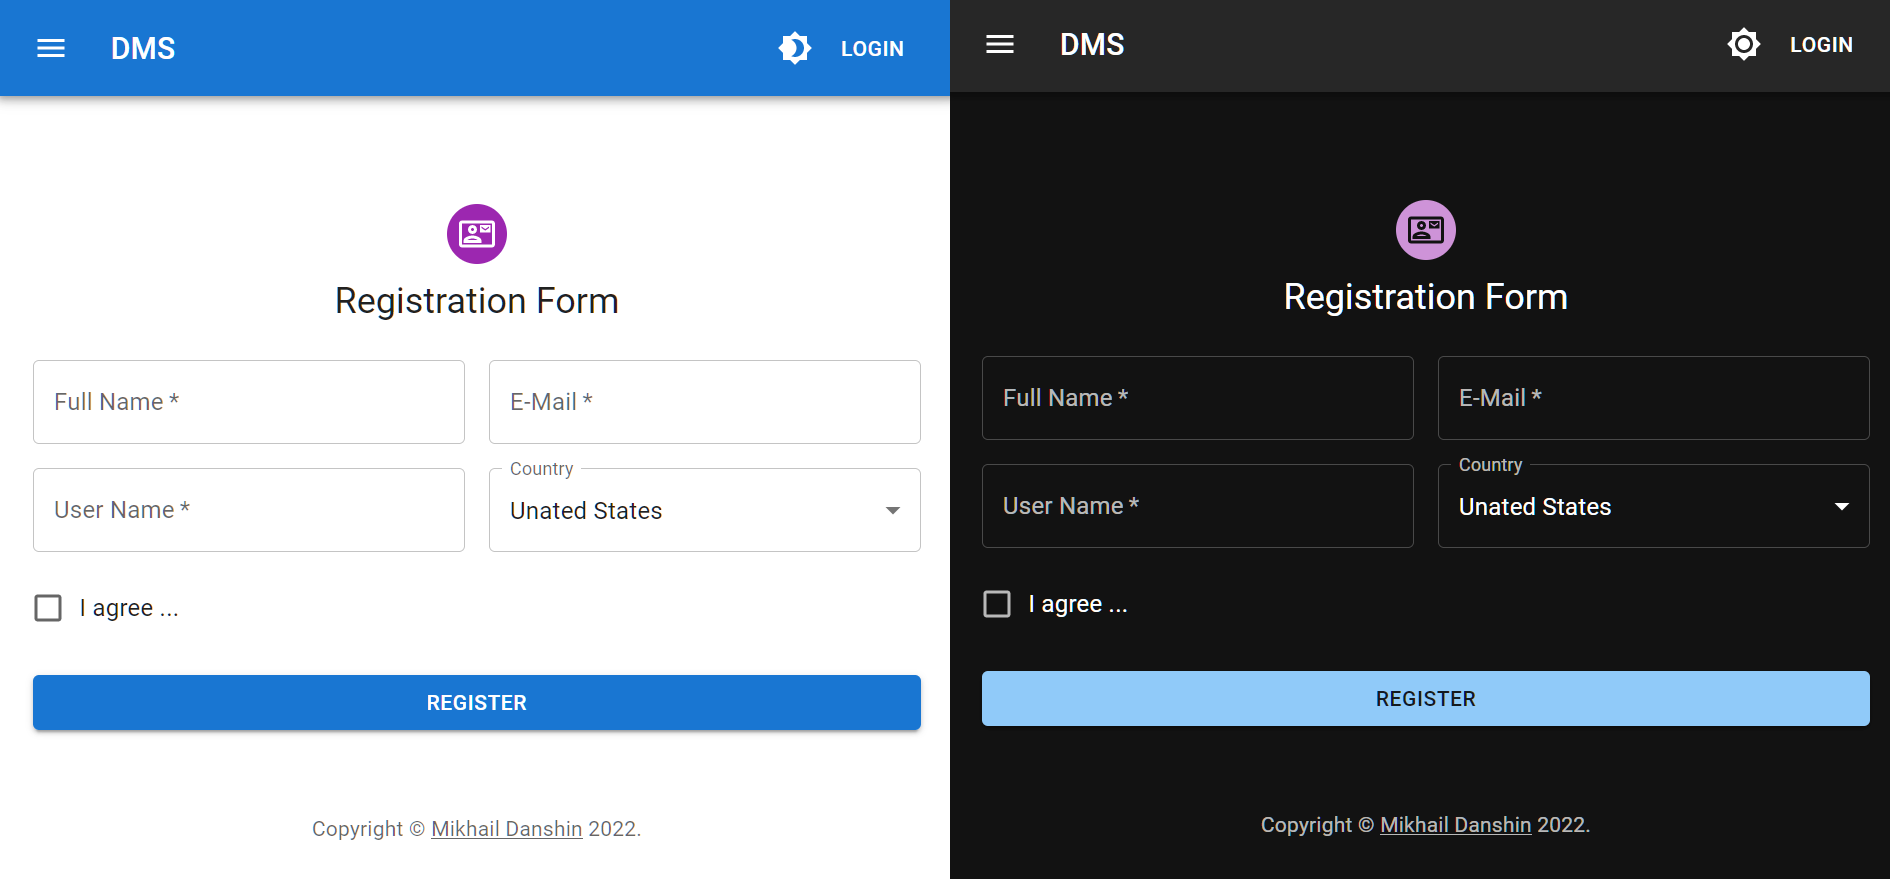 DMS
LOGIN
Registration Form
Full Name *
E-Mail *
User Name *
Country
Unated States
I agree ...
REGISTER
Copyright © Mikhail Danshin 2022.
DMS
LOGIN
Registration Form
Full Name *
E-Mail *
User Name *
Country
Unated States
I agree ...
REGISTER
Copyright © Mikhail Danshin 2022.